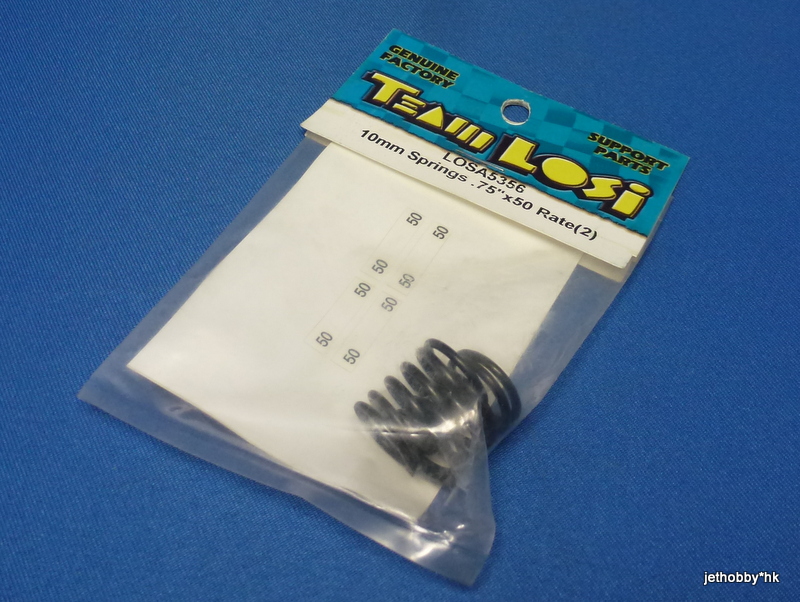 GENUINE
FACTORY
TEAM LOSI
SUPPORT
PARTS
LOSA5356
10mm Springs .75"x50 Rate(2)
50 50
50 50
50 50
50 50
jethobby*hk